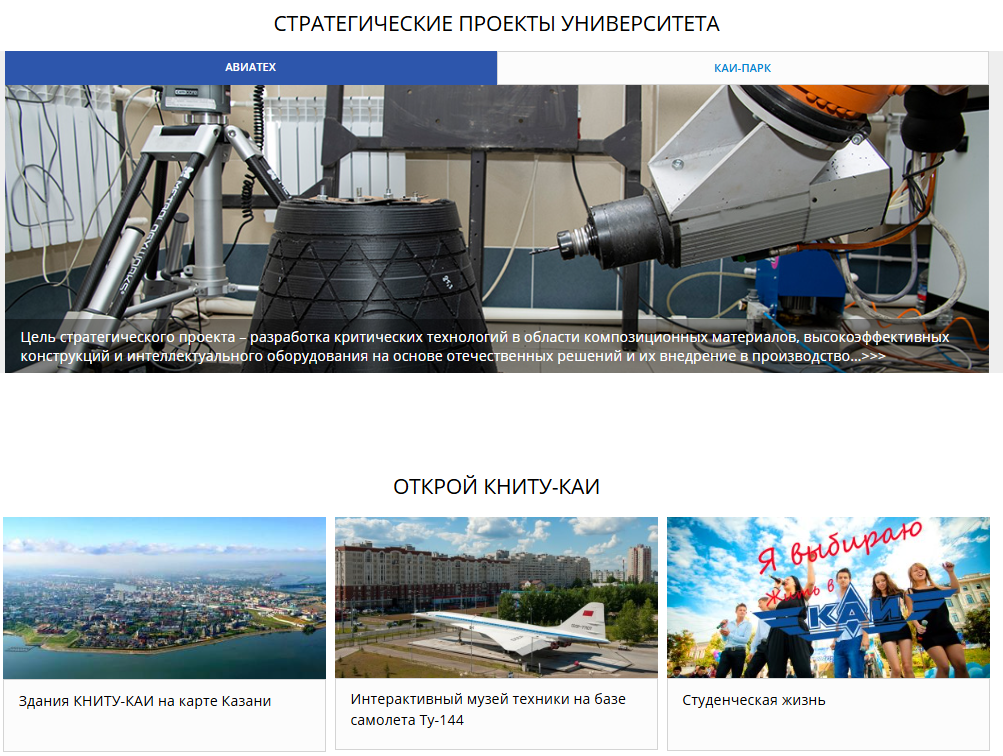 СТРАТЕГИЧЕСКИЕ ПРОЕКТЫ УНИВЕРСИТЕТА
АВИАТЕХ
КАИ-ПАРК
Цель стратегического проекта – разработка критических технологий в области композиционных материалов, высокоэффективных
конструкций и интеллектуального оборудования на основе отечественных решений и их внедрение в производство...>>>
ОТКРОЙ КНИТУ-КАИ
Я выбираю
Жизнь в
КАИ
Здания КНИТУ-КАИ на карте Казани
Интерактивный музей техники на базе
самолета Ту-144
Студенческая жизнь